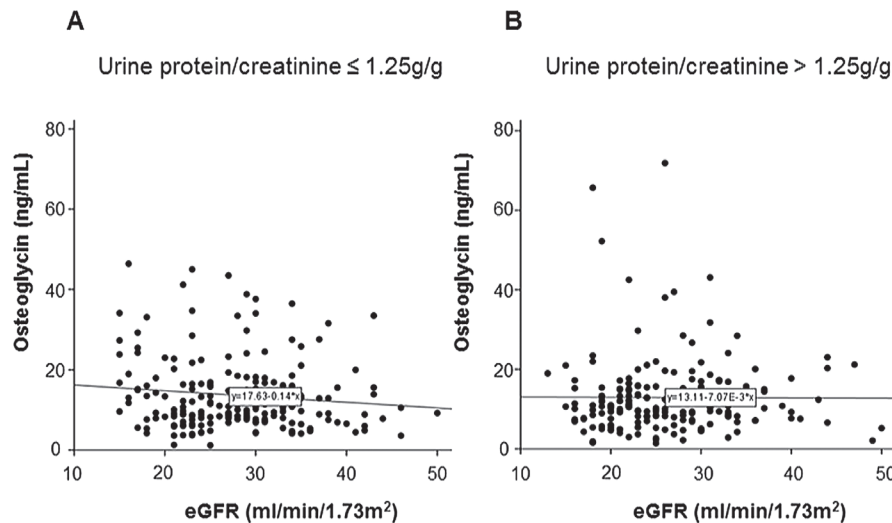 A
Urine protein/creatinine ≤ 1.25g/g
Osteoglycin (ng/mL)
80
60
40
20
0
y=17.63-0.14*x
10
20
30
40
50
eGFR (ml/min/1.73m²)
B
Urine protein/creatinine > 1.25g/g
Osteoglycin (ng/mL)
80
60
40
20
0
y=13.11-7.07E-3*x
10
20
30
40
50
eGFR (ml/min/1.73m²)